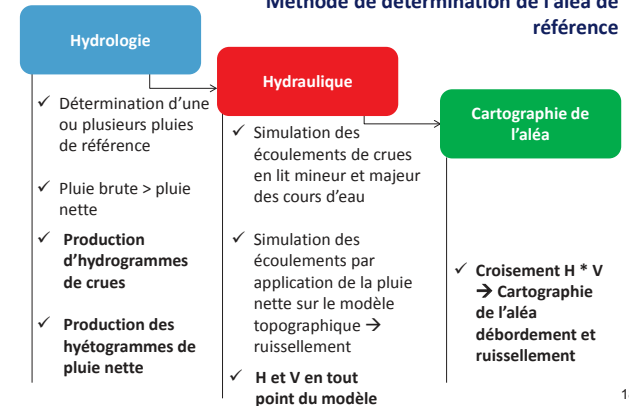 Méthode de détermination de l'aléa de
référence
Hydrologie
✓ Détermination d'une
ou plusieurs pluies
de référence
✓ Pluie brute > pluie
nette
✓ Production
d'hydrogrammes
de crues
✓ Production des
hyétogrammes de
pluie nette
Hydraulique
✓ Simulation des
écoulements de crues
en lit mineur et majeur
des cours d'eau
✓ Simulation des
écoulements par
application de la pluie
nette sur le modèle
topographique →
ruissellement
✓ H et V en tout
point du modèle
Cartographie de
l'aléa
✓ Croisement H * V
→ Cartographie
de l'aléa
débordement et
ruissellement